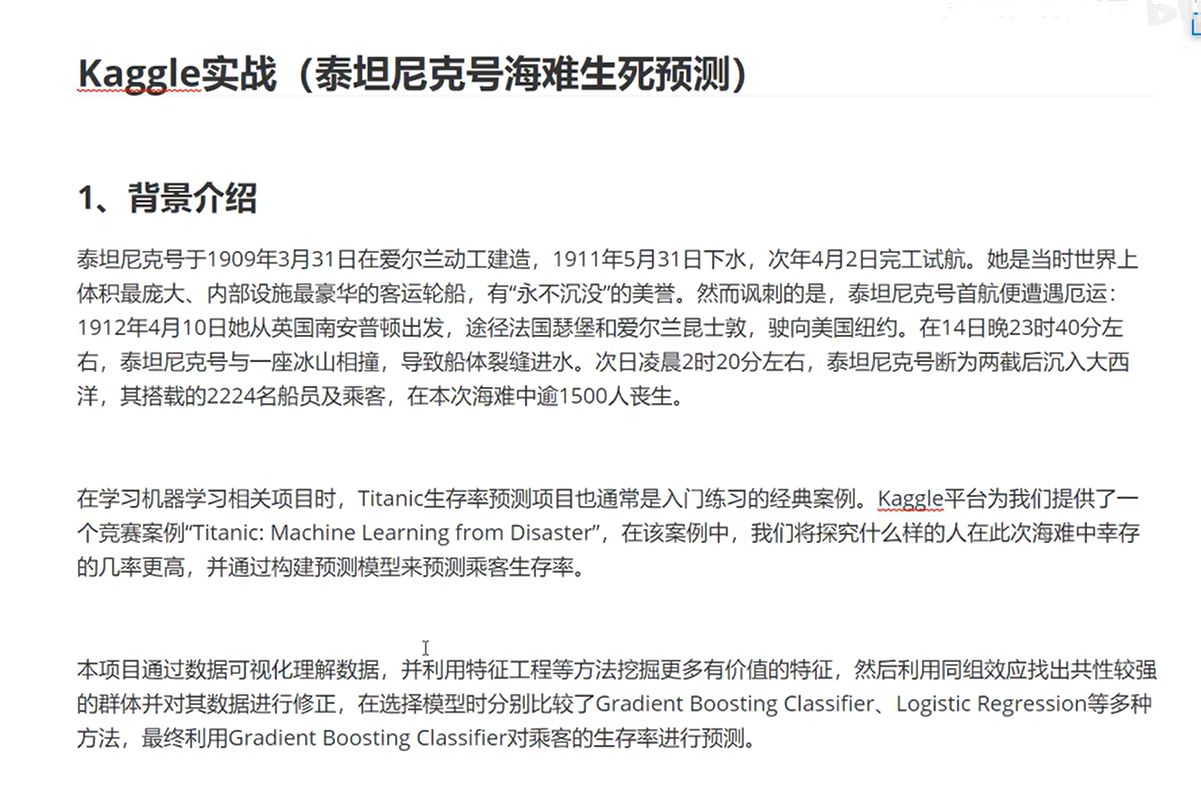 Kaggle实战（泰坦尼克号海难生死预测）
1、背景介绍
泰坦尼克号于1909年3月31日在爱尔兰动工建造，1911年5月31日下水，次年4月2日完工试航。她是当时世界上
体积最庞大、内部设施最豪华的客运轮船，有“永不沉没”的美誉。然而讽刺的是，泰坦尼克号首航便遭遇厄运：
1912年4月10日她从英国南安普顿出发，途径法国瑟堡和爱尔兰昆士敦，驶向美国纽约。在14日晚23时40分左
右，泰坦尼克号与一座冰山相撞，导致船体裂缝进水。次日凌晨2时20分左右，泰坦尼克号断为两截后沉入大西
洋，其搭载的2224名船员及乘客，在本次海难中逾1500人丧生。
在学习机器学习相关项目时，Titanic生存率预测项目也通常是入门练习的经典案例。Kaggle平台为我们提供了一
个竞赛案例“Titanic: Machine Learning from Disaster”，在该案例中，我们将探究什么样的人在此次海难中幸存
的几率更高，并通过构建预测模型来预测乘客生存率。
本项目通过数据可视化理解数据，并利用特征工程等方法挖掘更多有价值的特征，然后利用同组效应找出共性较强
的群体并对其数据进行修正，在选择模型时分别比较了Gradient Boosting Classifier、Logistic Regression等多种
方法，最终利用Gradient Boosting Classifier对乘客的生存率进行预测。